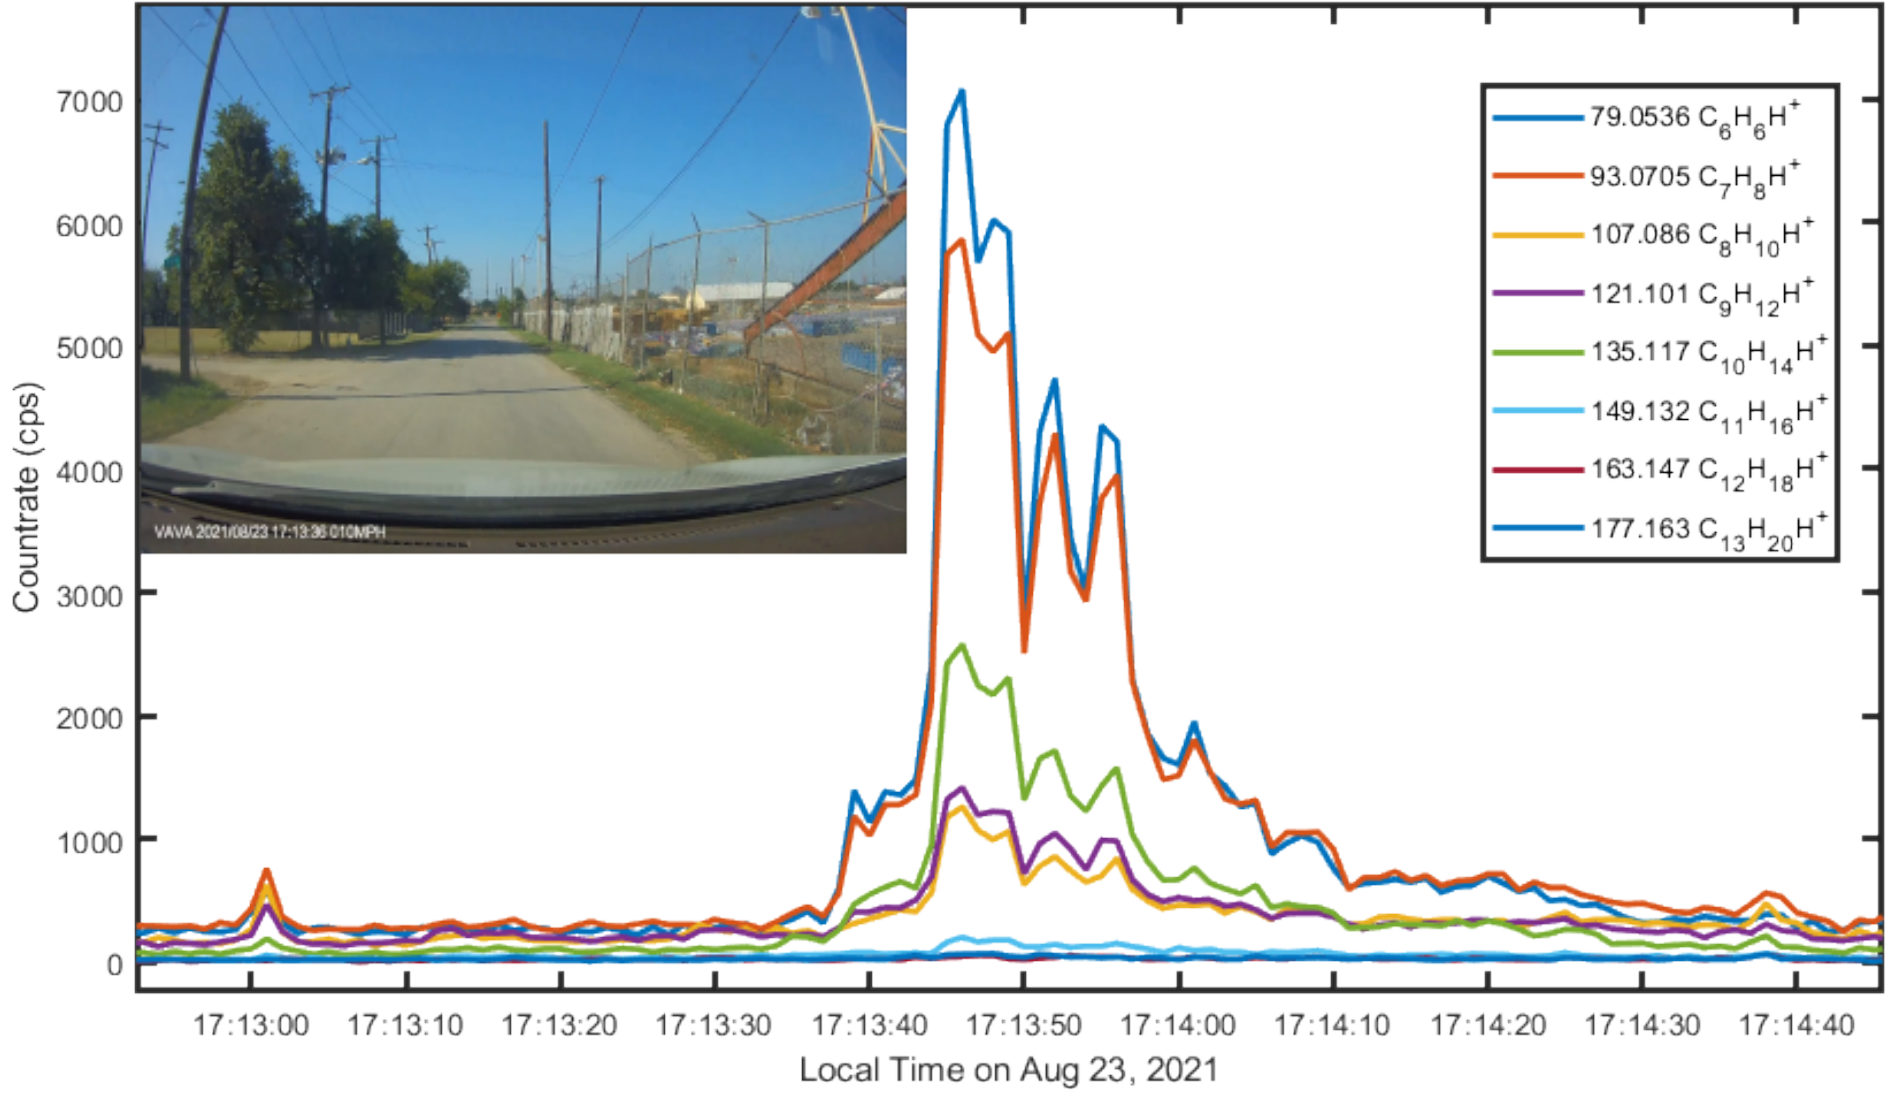 7000
6000
5000
4000
3000
2000
1000
0
Countrate (cps)
VAVA 2021/08/23 17:13:36 010MPH
79.0536 C₆H₆H⁺
93.0705 C₇H₈H⁺
107.086 C₈H₁₀H⁺
121.101 C₉H₁₂H⁺
135.117 C₁₀H₁₄H⁺
149.132 C₁₁H₁₆H⁺
163.147 C₁₂H₁₈H⁺
177.163 C₁₃H₂₀H⁺
17:13:00 17:13:10 17:13:20 17:13:30 17:13:40 17:13:50 17:14:00 17:14:10 17:14:20 17:14:30 17:14:40
Local Time on Aug 23, 2021